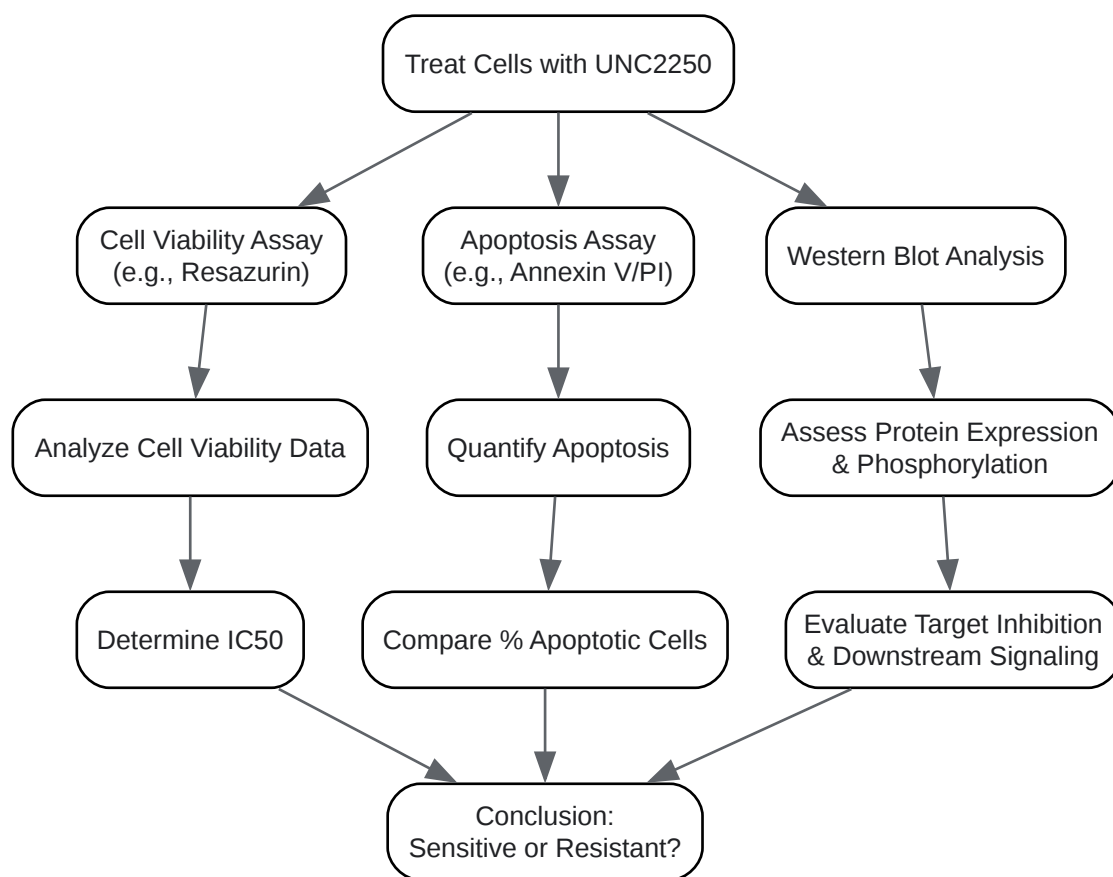 Treat Cells with UNC2250
Cell Viability Assay
(e.g., Resazurin)
Apoptosis Assay
(e.g., Annexin V/PI)
Western Blot Analysis
Analyze Cell Viability Data
Quantify Apoptosis
Assess Protein Expression
& Phosphorylation
Determine IC50
Compare % Apoptotic Cells
Evaluate Target Inhibition
& Downstream Signaling
Conclusion:
Sensitive or Resistant?